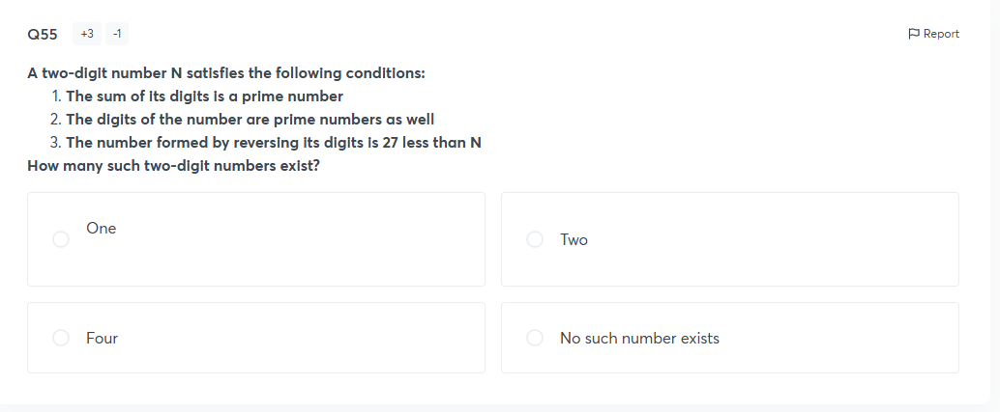 Q55 +3 -1 Report
A two-digit number N satisfies the following conditions:
1. The sum of its digits is a prime number
2. The digits of the number are prime numbers as well
3. The number formed by reversing its digits is 27 less than N
How many such two-digit numbers exist?
One
Two
Four
No such number exists